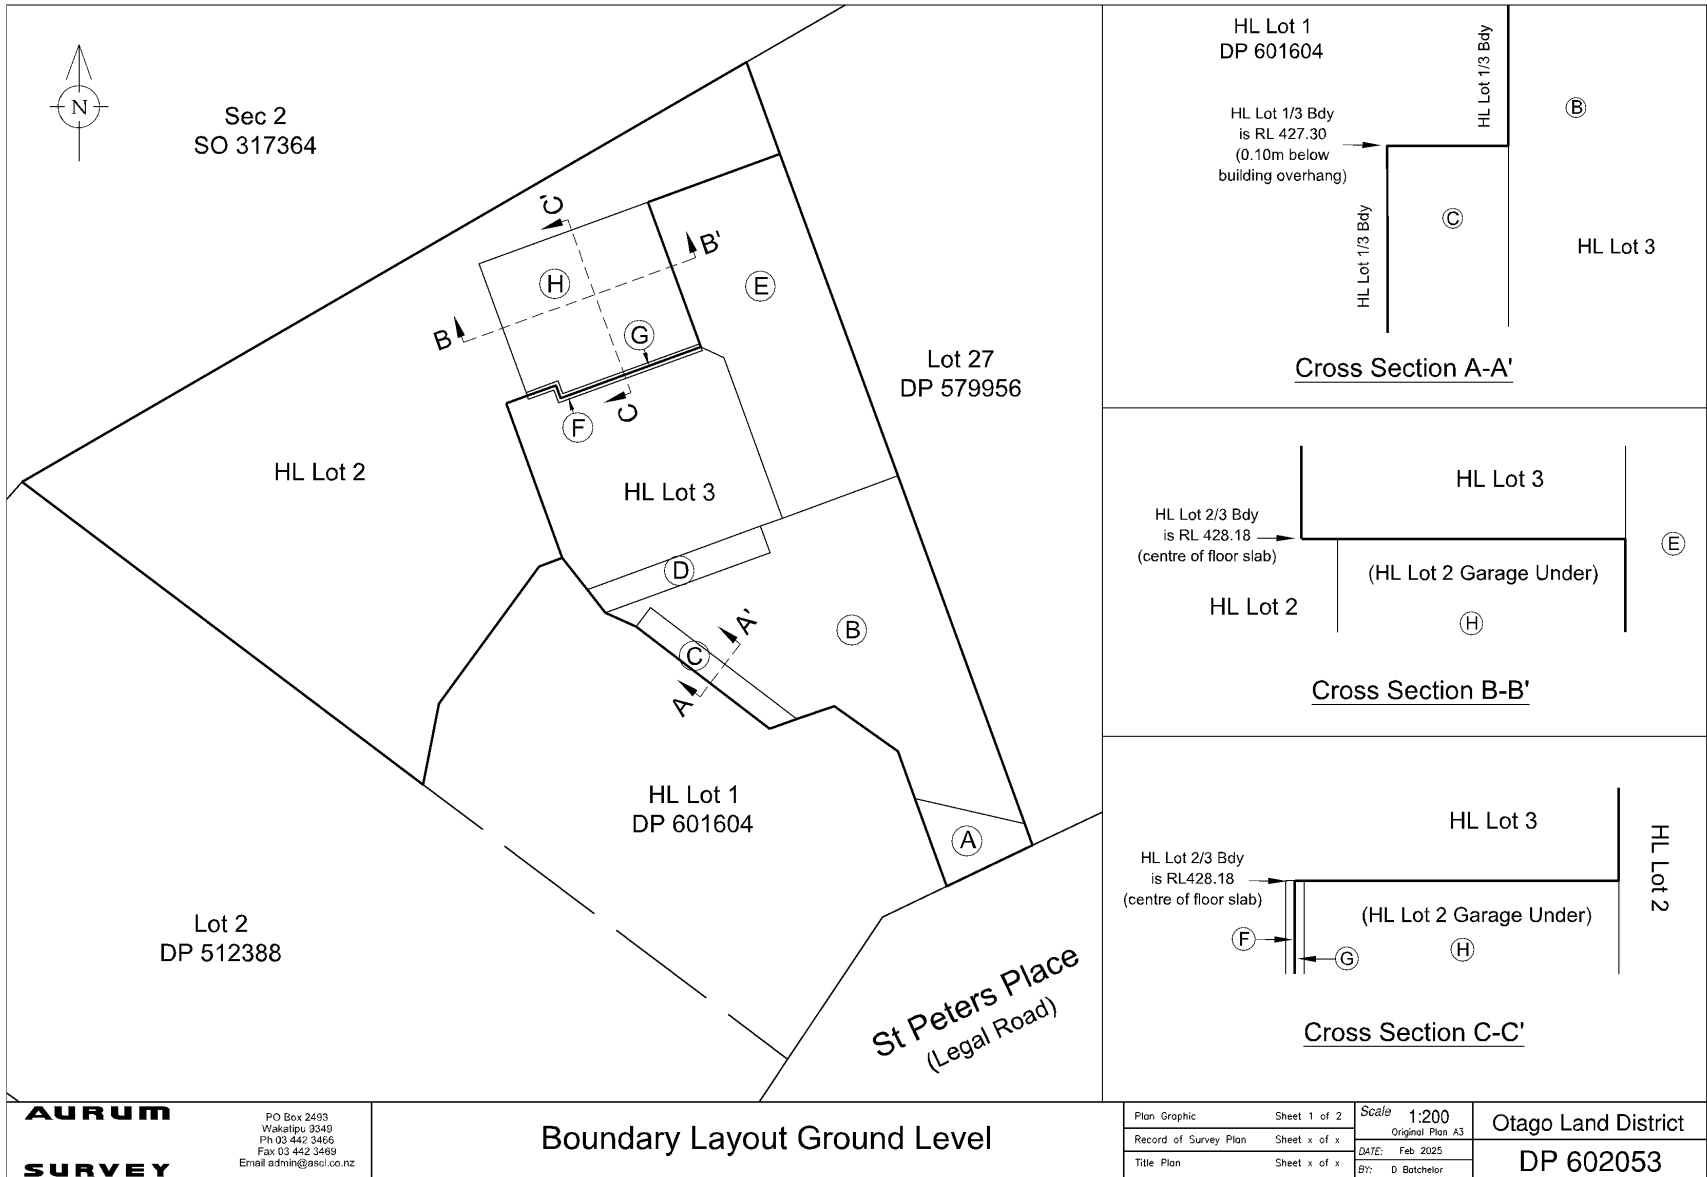 N
Sec 2
SO 317364
C'
B'
H
E
B
G
C
F
Lot 27
DP 579956
HL Lot 2
HL Lot 3
D
A'
B
C
A
HL Lot 1
DP 601604
A
Lot 2
DP 512388
St Peters Place
(Legal Road)
HL Lot 1
DP 601604
HL Lot 1/3 Bdy
B
HL Lot 1/3 Bdy
is RL 427.30
(0.10m below
building overhang)
C
HL Lot 1/3 Bdy
HL Lot 3
Cross Section A-A'
HL Lot 3
HL Lot 2/3 Bdy
is RL 428.18
(centre of floor slab)
E
(HL Lot 2 Garage Under)
HL Lot 2
H
Cross Section B-B'
HL Lot 3
HL Lot 2
HL Lot 2/3 Bdy
is RL428.18
(centre of floor slab)
(HL Lot 2 Garage Under)
F
H
G
Cross Section C-C'
AURUM
SURVEY
PO Box 2493
Wakatipu 9349
Ph 03 442 3466
Fax 03 442 3469
Email admin@ascl.co.nz
Boundary Layout Ground Level
Plan Graphic Sheet 1 of 2
Record of Survey Plan Sheet x of x
Title Plan Sheet x of x
Scale 1:200
Original Plan A3
DATE: Feb 2025
BY: D Batchelor
Otago Land District
DP 602053